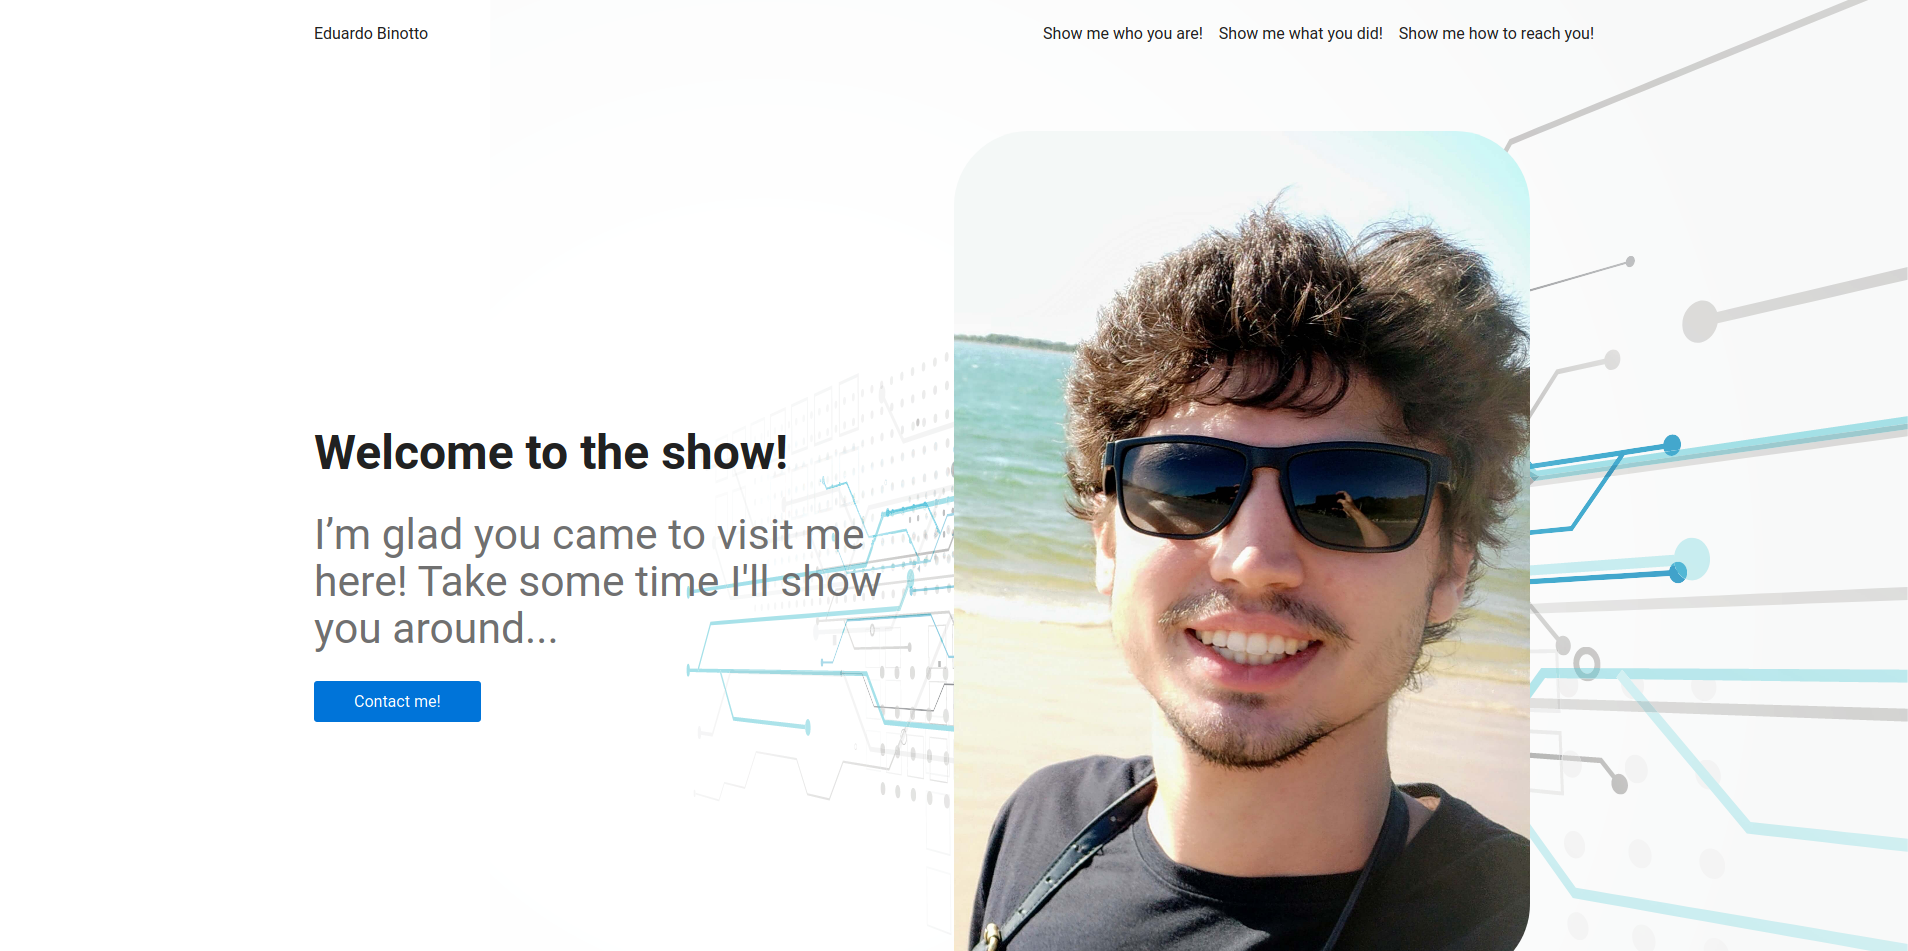 Eduardo Binotto
Show me who you are! Show me what you did! Show me how to reach you!
Welcome to the show!
I’m glad you came to visit me
here! Take some time I'll show
you around...
Contact me!